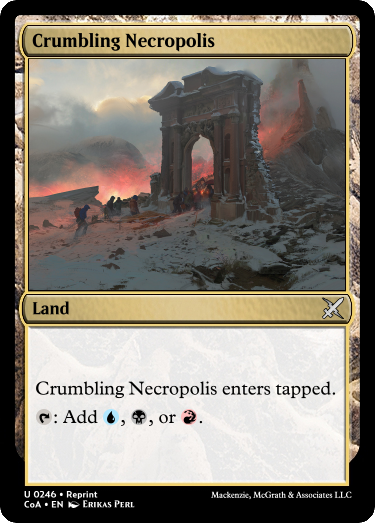 Crumbling Necropolis
Land
Crumbling Necropolis enters tapped.
: Add , , or .
U 0246 • Reprint
CoA • EN Erikas Perl
Mackenzie, McGrath & Associates LLC